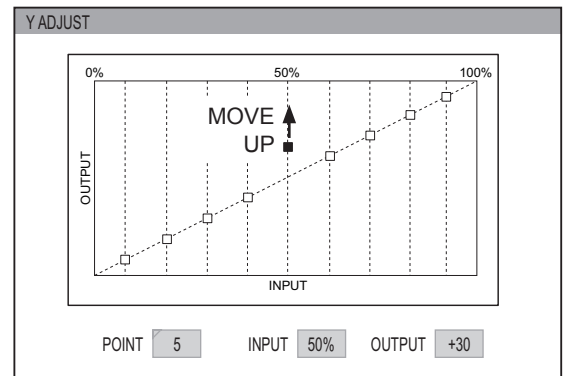 Y ADJUST
0% 50% 100%
MOVE
UP
OUTPUT
INPUT
POINT 5 INPUT 50% OUTPUT +30